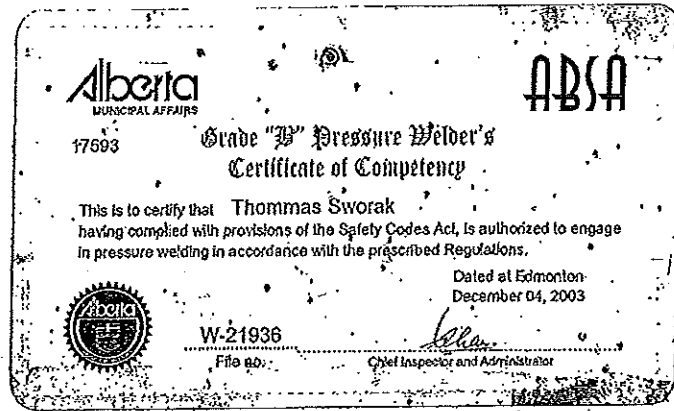 Alberta
MUNICIPAL AFFAIRS
ABSA
17593
Grade "B" Pressure Welder's
Certificate of Competency
This is to certify that Thommas Sworak
having complied with provisions of the Safety Codes Act, is authorized to engage
in pressure welding in accordance with the prescribed Regulations.
Dated at Edmonton
December 04, 2003
Alberta
W-21936
File no.
Chief Inspector and Administrator